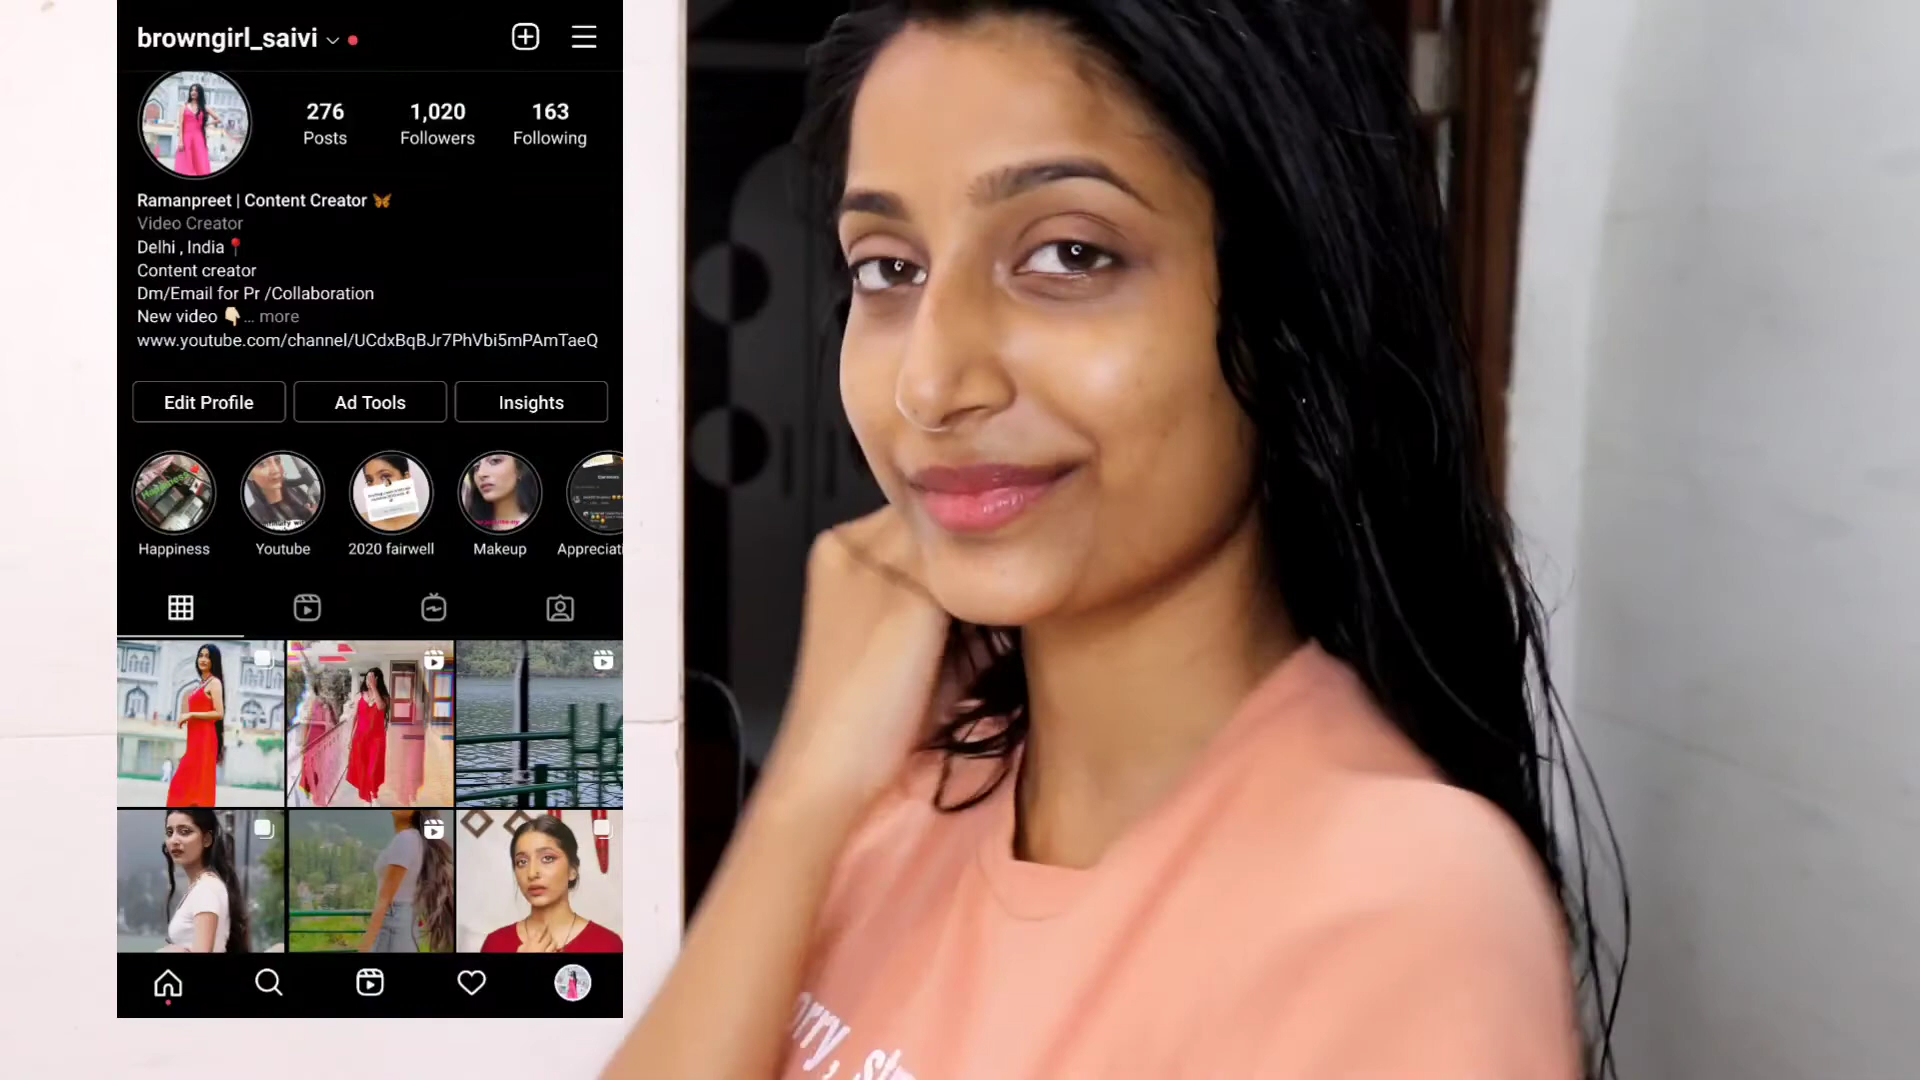 browngirl_saivi
276 1,020 163
Posts Followers Following
Ramanpreet | Content Creator 🦋
Video Creator
Delhi , India📍
Content creator
Dm/Email for Pr /Collaboration
New video 👇🏻... more
www.youtube.com/channel/UCdxBqBJr7PhVbi5mPAmTaeQ
Edit Profile Ad Tools Insights
Happiness
Happiness Youtube 2020 fairwell Makeup Appreciati